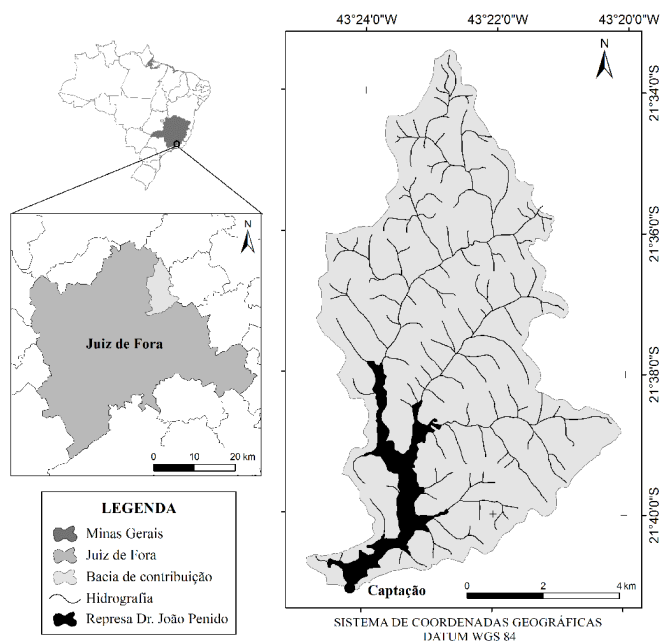 43°24'0"W 43°22'0"W 43°20'0"W
N
21°34'0"S
21°36'0"S
21°38'0"S
21°40'0"S
N
Juiz de Fora
0 10 20 km
LEGENDA
Minas Gerais
Juiz de Fora
Bacia de contribuição
Hidrografia
Represa Dr. João Penido
Captação
0 2 4 km
SISTEMA DE COORDENADAS GEOGRÁFICAS
DATUM WGS 84